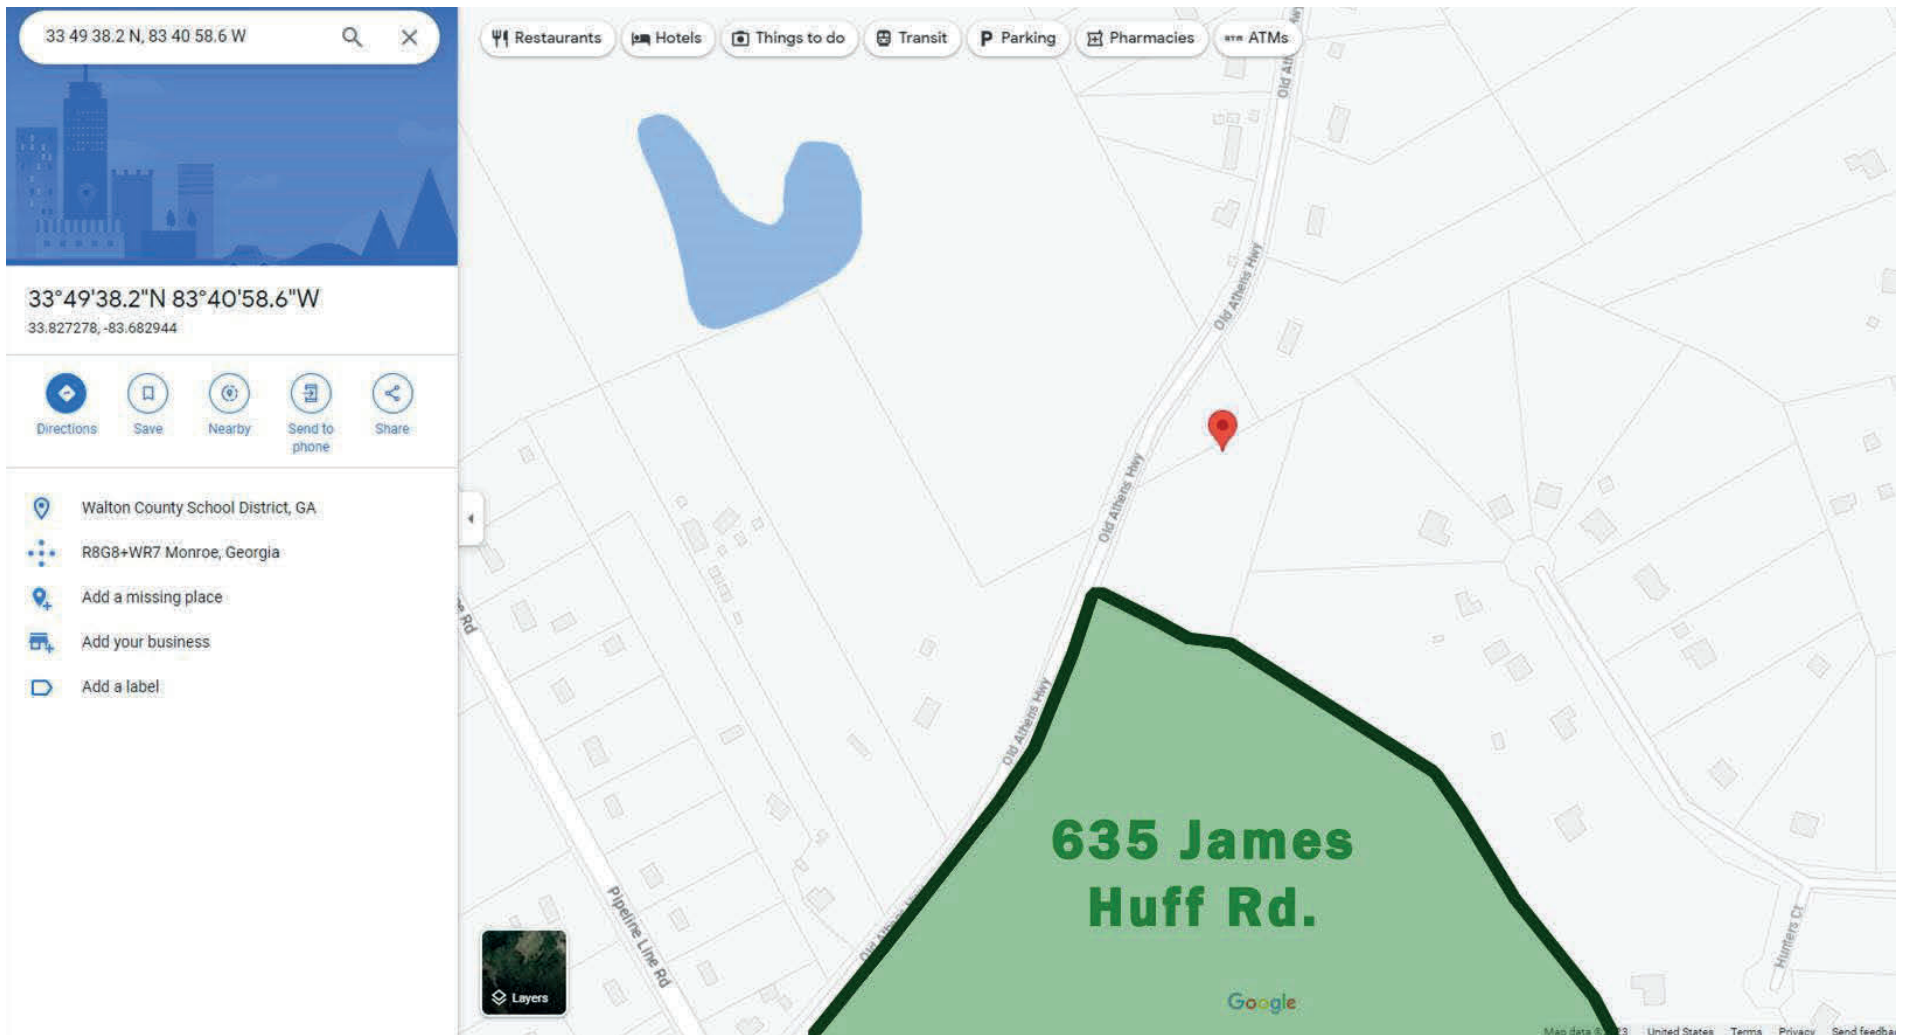 33 49 38.2 N, 83 40 58.6 W
Restaurants
Hotels
Things to do
Transit
P Parking
Pharmacies
ATM ATMs
33°49'38.2"N 83°40'58.6"W
33.827278, -83.682944
Directions
Save
Nearby
Send to
phone
Share
Walton County School District, GA
R8G8+WR7 Monroe, Georgia
Add a missing place
Add your business
Add a label
Old Athens Hwy
Old Athens Hwy
Old Athens Hwy
Pipeline Line Rd
Hunters Ct
635 James
Huff Rd.
Layers
Google
United States
Terms
Privacy